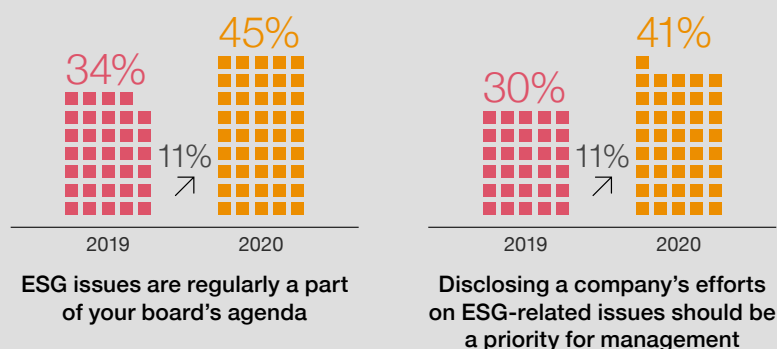 34%
45%
11%
2019
2020
ESG issues are regularly a part
of your board’s agenda
30%
41%
11%
2019
2020
Disclosing a company’s efforts
on ESG-related issues should be
a priority for management